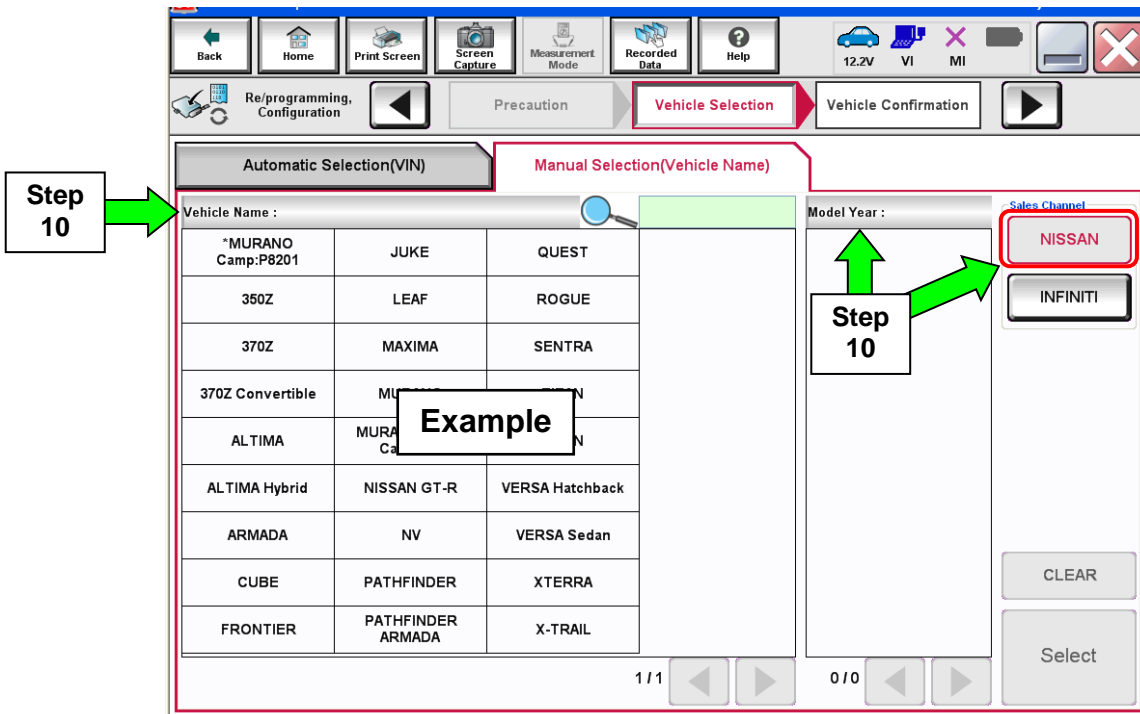 Back
Home
Print Screen
Screen
Capture
Measurement
Mode
Recorded
Data
Help
12.2V
VI
MI
Re/programming,
Configuration
Precaution
Vehicle Selection
Vehicle Confirmation
Automatic Selection(VIN)
Manual Selection(Vehicle Name)
Step
10
Vehicle Name :
Model Year :
Sales Channel
NISSAN
INFINITI
*MURANO
Camp:P8201
JUKE
QUEST
350Z
LEAF
ROGUE
Step
10
370Z
MAXIMA
SENTRA
370Z Convertible
Example
ALTIMA
ALTIMA Hybrid
NISSAN GT-R
VERSA Hatchback
ARMADA
NV
VERSA Sedan
CUBE
PATHFINDER
XTERRA
FRONTIER
PATHFINDER
ARMADA
X-TRAIL
CLEAR
Select
1/1
0/0